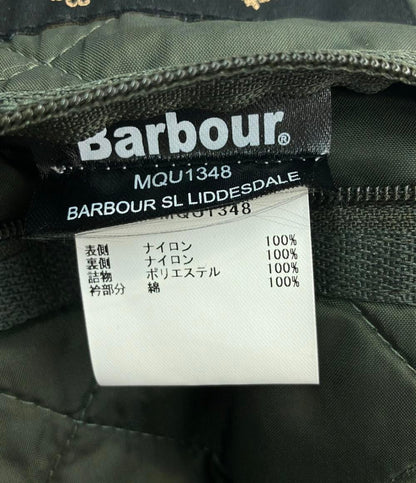 Barbour®
MQU1348
BARBOUR SL LIDDESDALE
MQU1348
表側 ナイロン 100%
裏側 ナイロン 100%
詰物 ポリエステル 100%
衿部分 綿 100%